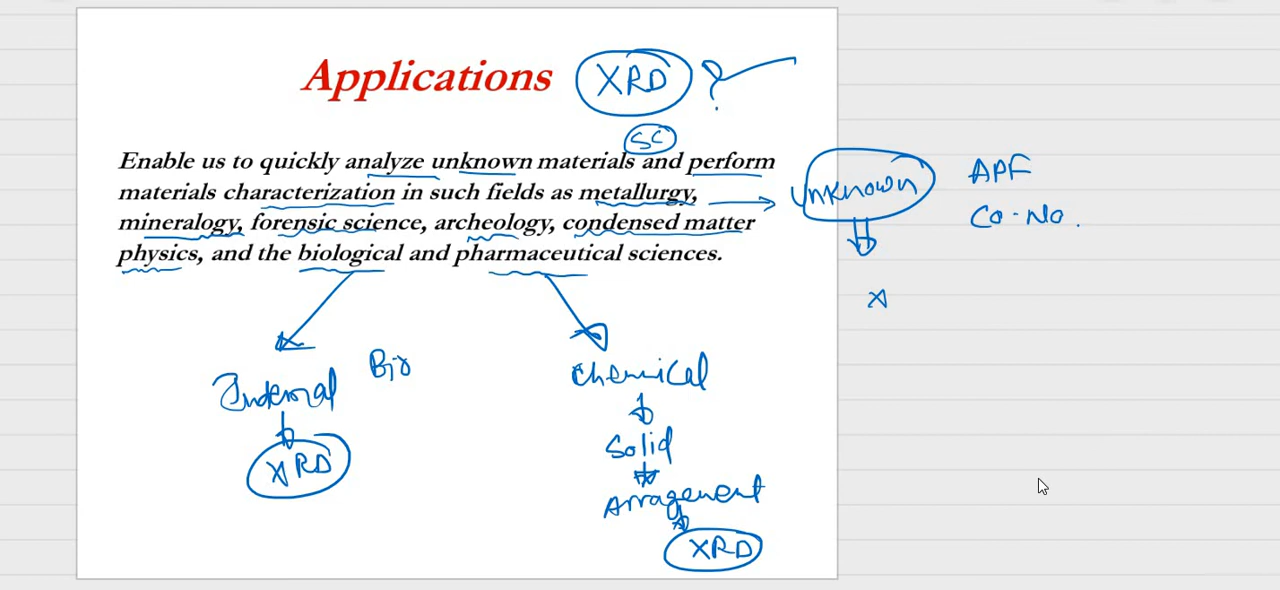 Applications XRD ?
SC
Enable us to quickly analyze unknown materials and perform
materials characterization in such fields as metallurgy,
mineralogy, forensic science, archeology, condensed matter
physics, and the biological and pharmaceutical sciences.
Unknown
APF
Co-No.
Internal Bio
XRD
Chemical
Solid
Arragement
XRD